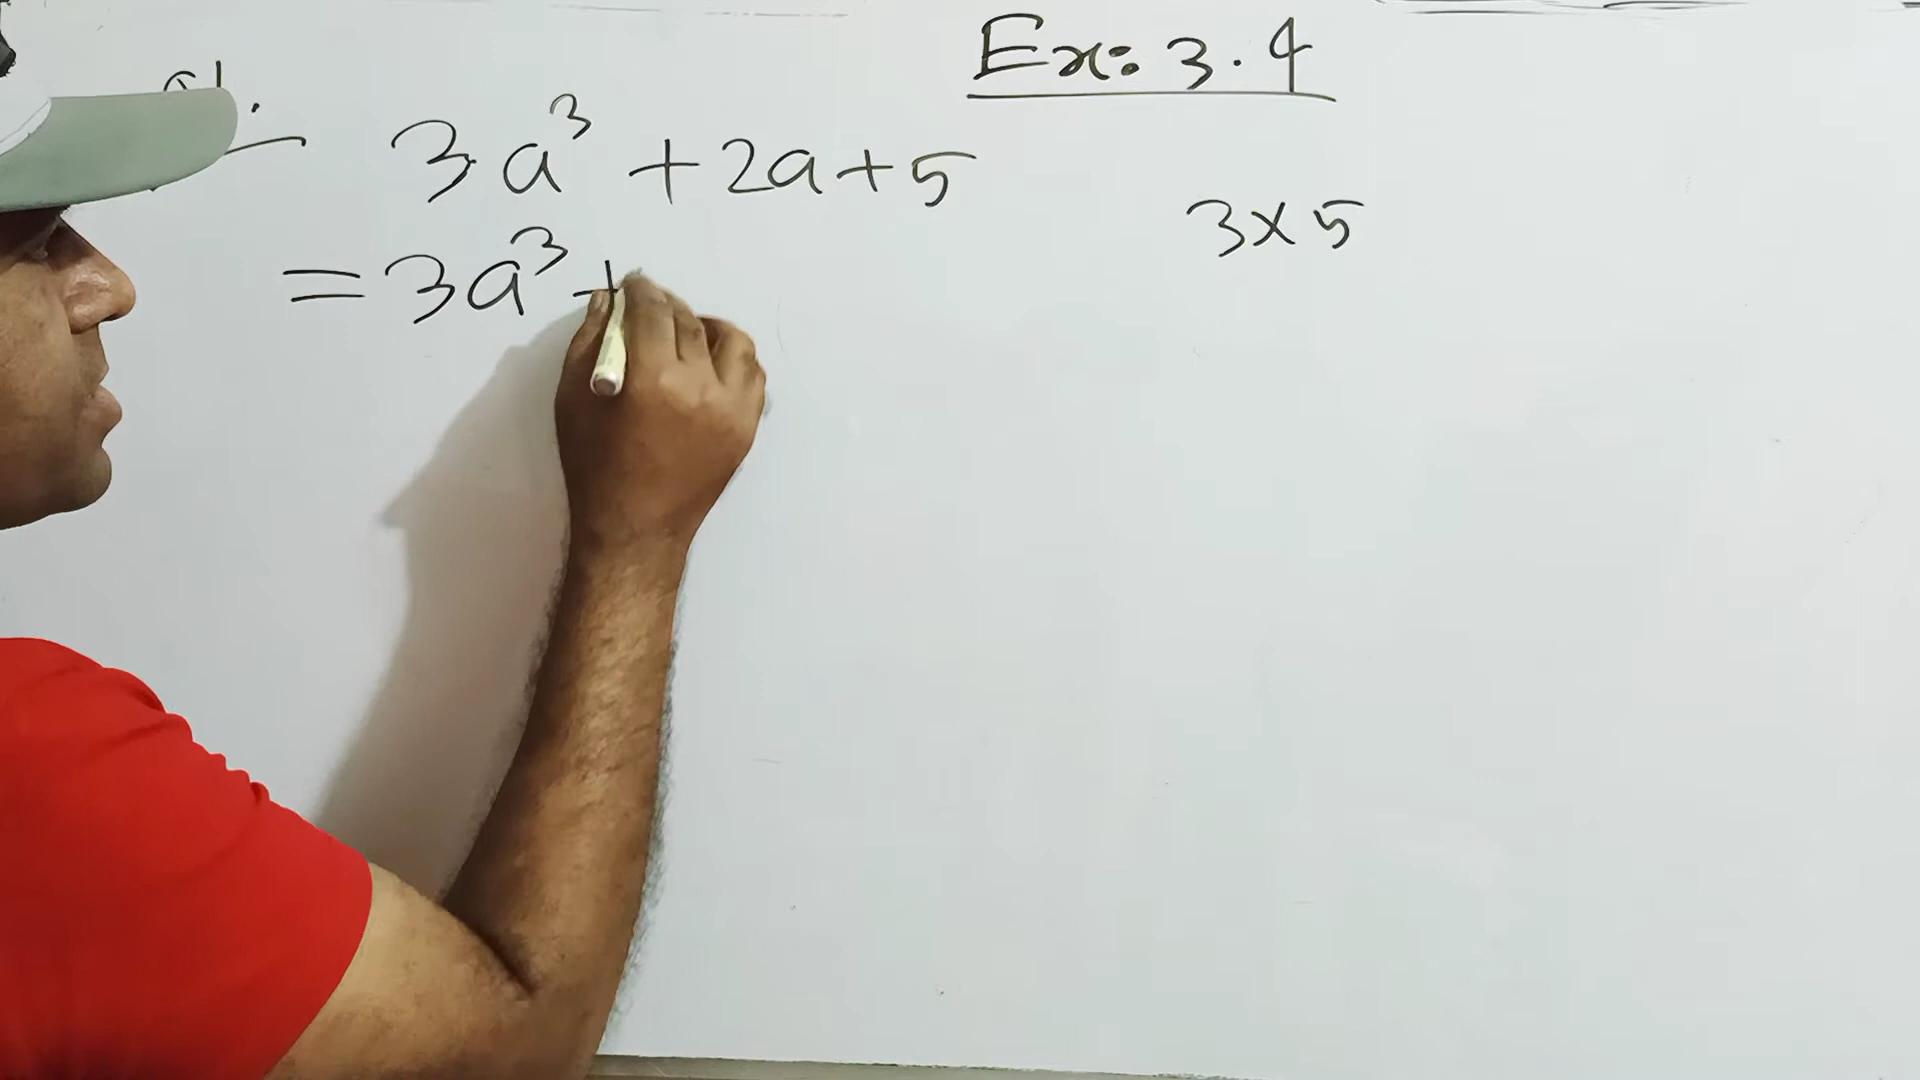 Ex: 3.4
3a³ + 2a + 5
3 × 5
= 3a³ +